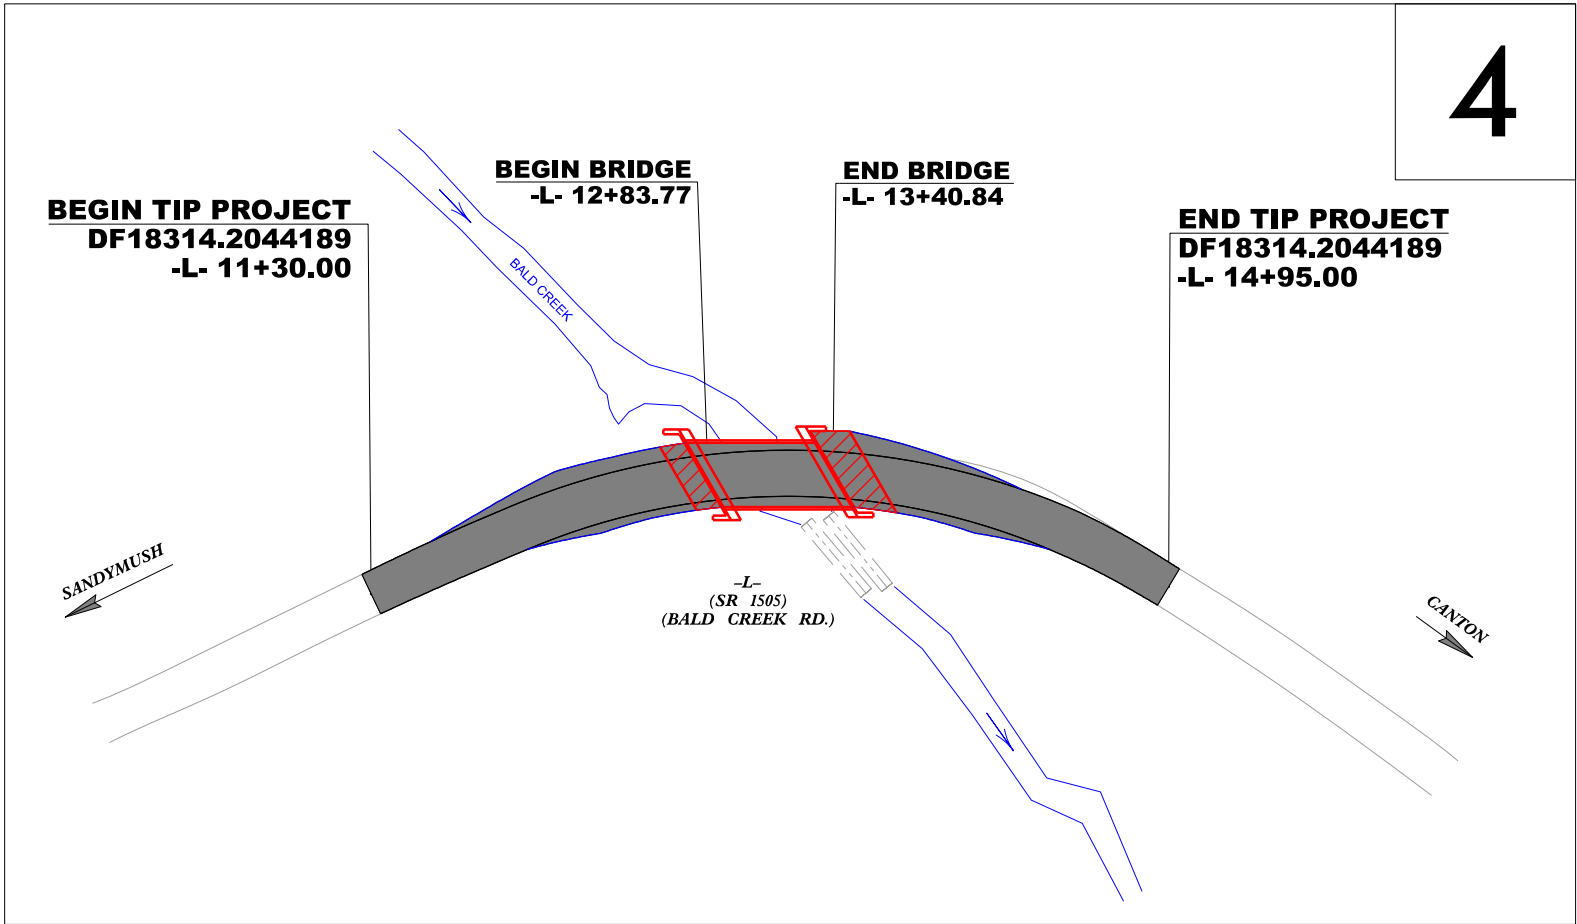 4
BEGIN BRIDGE
-L- 12+83.77
END BRIDGE
-L- 13+40.84
BEGIN TIP PROJECT
DF18314.2044189
-L- 11+30.00
END TIP PROJECT
DF18314.2044189
-L- 14+95.00
BALD CREEK
SANDYMUSH
-L-
(SR 1505)
(BALD CREEK RD.)
CANTON